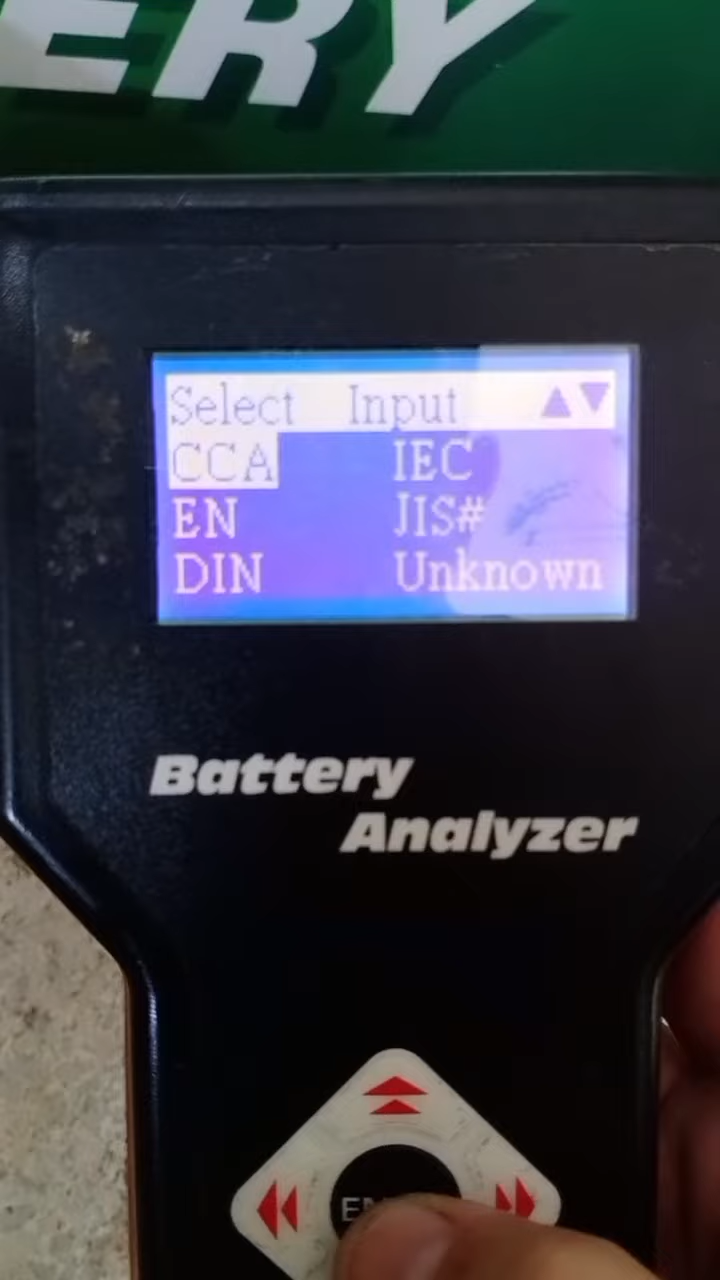 ERY
Select Input ▲▼
CCA IEC
EN JIS#
DIN Unknown
Battery
Analyzer